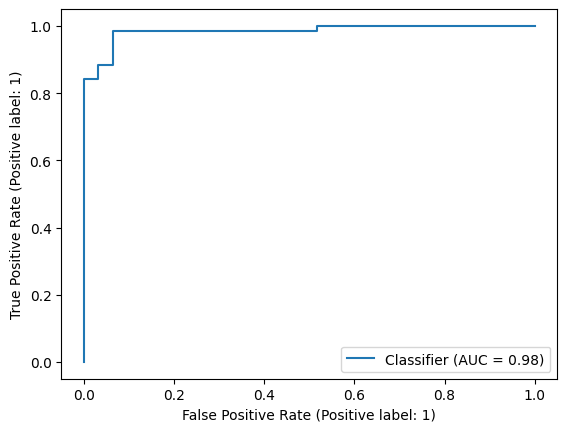 1.0
0.8
0.6
0.4
0.2
0.0
True Positive Rate (Positive label: 1)
Classifier (AUC = 0.98)
0.0 0.2 0.4 0.6 0.8 1.0
False Positive Rate (Positive label: 1)